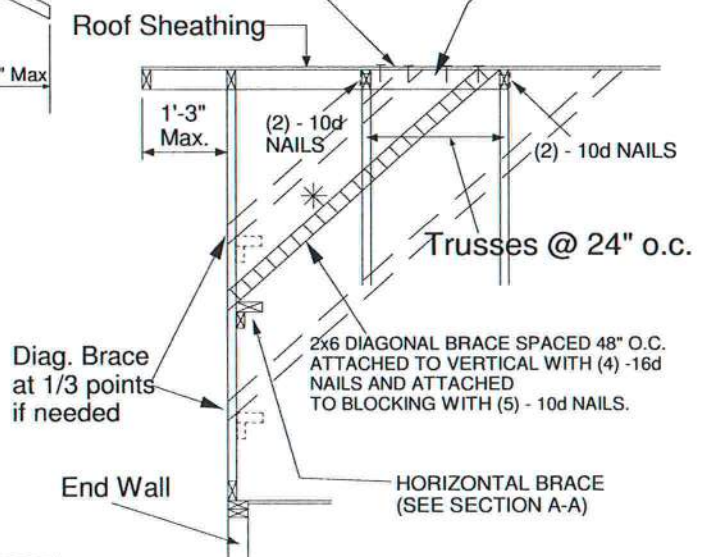 Roof Sheathing
" Max
1'-3"
Max.
(2) - 10d
NAILS
(2) - 10d NAILS
Trusses @ 24" o.c.
2x6 DIAGONAL BRACE SPACED 48" O.C.
ATTACHED TO VERTICAL WITH (4) -16d
NAILS AND ATTACHED
TO BLOCKING WITH (5) - 10d NAILS.
Diag. Brace
at 1/3 points
if needed
End Wall
HORIZONTAL BRACE
(SEE SECTION A-A)